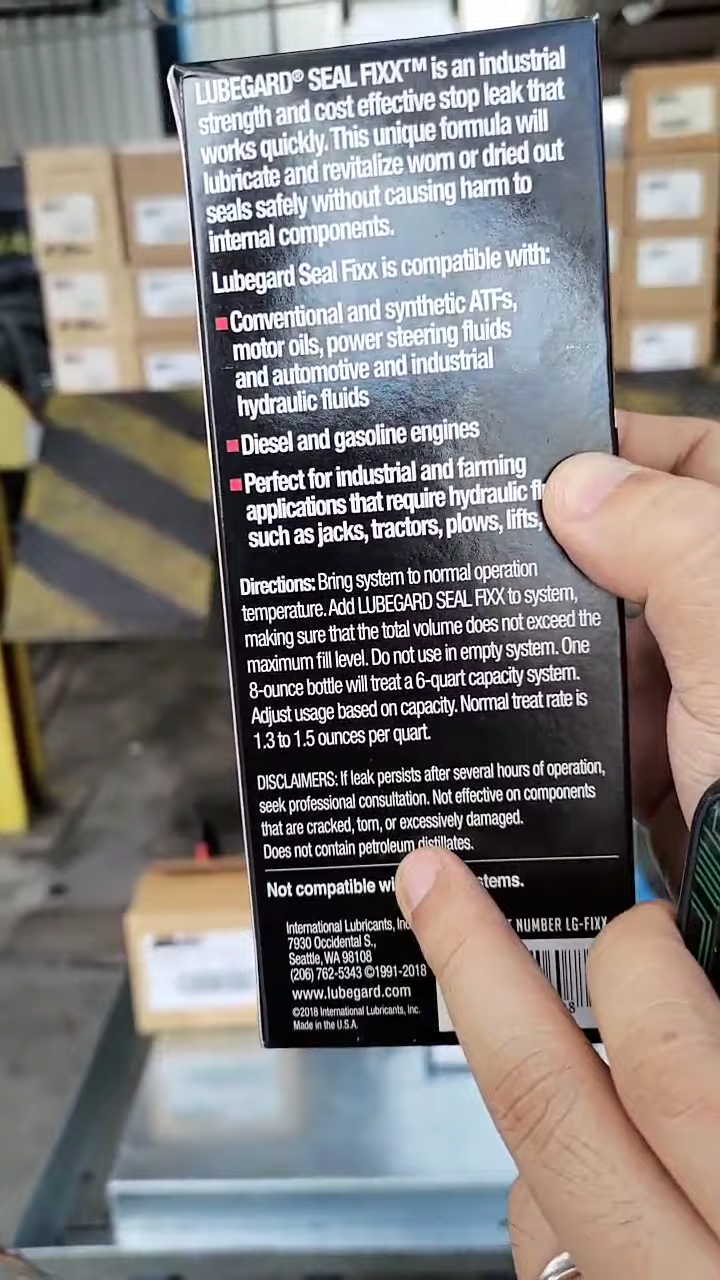 LUBEGARD® SEAL FIXX™ is an industrial
strength and cost effective stop leak that
works quickly. This unique formula will
lubricate and revitalize worn or dried out
seals safely without causing harm to
internal components.
Lubegard Seal Fixx is compatible with:
Conventional and synthetic ATFs,
motor oils, power steering fluids
and automotive and industrial
hydraulic fluids
Diesel and gasoline engines
Perfect for industrial and farming
applications that require hydraulic
such as jacks, tractors, plows, lifts,
Directions: Bring system to normal operation
temperature. Add LUBEGARD SEAL FIXX to system,
making sure that the total volume does not exceed the
maximum fill level. Do not use in empty system. One
8-ounce bottle will treat a 6-quart capacity system.
Adjust usage based on capacity. Normal treat rate is
1.3 to 1.5 ounces per quart.
DISCLAIMERS: If leak persists after several hours of operation,
seek professional consultation. Not effective on components
that are cracked, torn, or excessively damaged.
Does not contain petroleum distillates.
Not compatible
International Lubricants, Inc
NUMBER LG-FIXX
7930 Occidental S.,
Seattle, WA 98108
(206) 762-5343 ©1991-2018
www.lubegard.com
©2018 International Lubricants, Inc.
Made in the U.S.A.
8